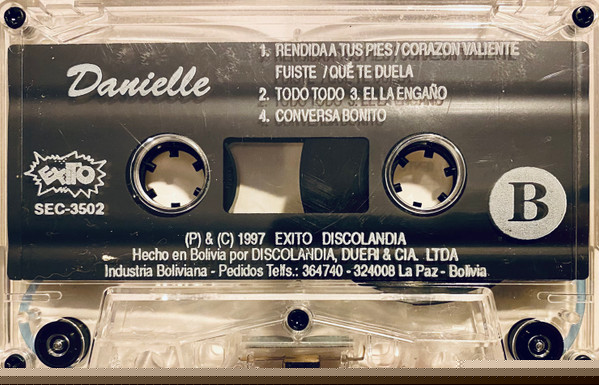 Danielle
1. RENDIDA A TUS PIES / CORAZON VALIENTE
FUISTE / QUÉ TE DUELA
2. TODO TODO 3. EL LA ENGAÑO
4. CONVERSA BONITO
EXITO
SEC-3502
B
(P) & (C) 1997 EXITO DISCOLANDIA
Hecho en Bolivia por DISCOLANDIA, DUERI & CIA. LTDA
Industria Boliviana - Pedidos Telfs.: 364740 - 324008 La Paz - Bolivia